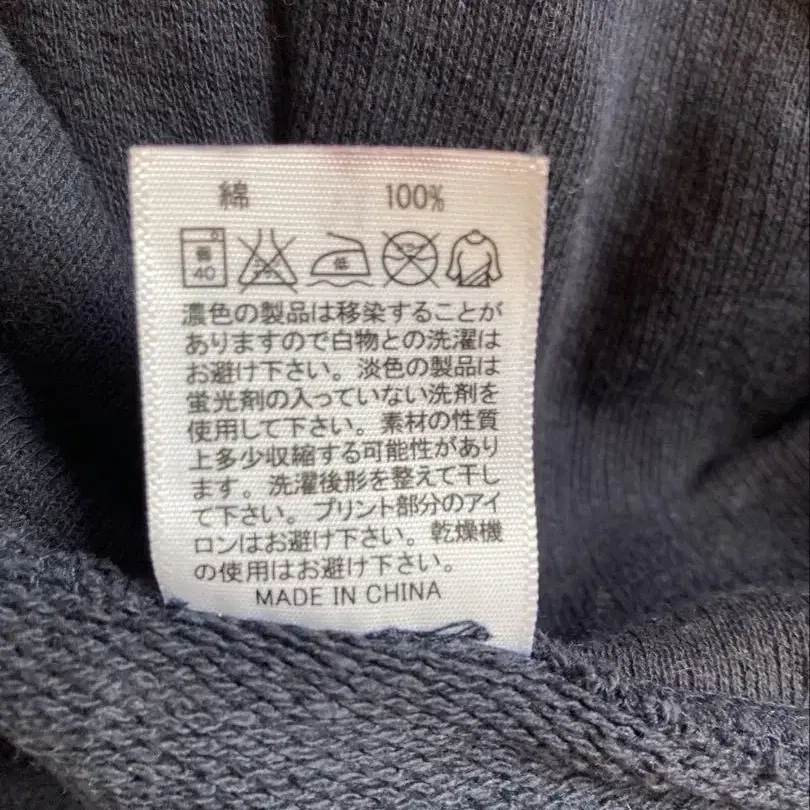 綿 100%
40 低
濃色の製品は移染することが
ありますので白物との洗濯は
お避け下さい。淡色の製品は
蛍光剤の入っていない洗剤を
使用して下さい。素材の性質
上多少収縮する可能性があり
ます。洗濯後形を整えて干し
て下さい。プリント部分のアイ
ロンはお避け下さい。乾燥機
の使用はお避け下さい。
MADE IN CHINA